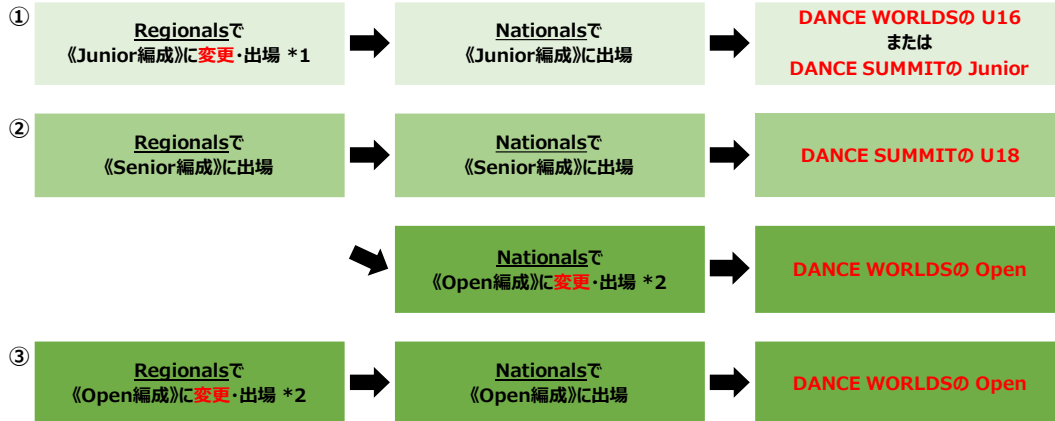 ①
Regionalsで
《Junior編成》に変更・出場 *1
Nationalsで
《Junior編成》に出場
DANCE WORLDSの U16
または
DANCE SUMMITの Junior
②
Regionalsで
《Senior編成》に出場
Nationalsで
《Senior編成》に出場
DANCE SUMMITの U18
Nationalsで
《Open編成》に変更・出場 *2
DANCE WORLDSの Open
③
Regionalsで
《Open編成》に変更・出場 *2
Nationalsで
《Open編成》に出場
DANCE WORLDSの Open